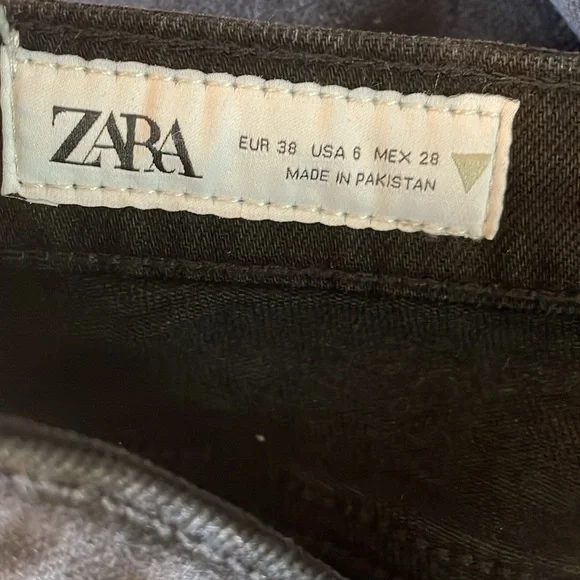 ZARA
EUR 38 USA 6 MEX 28
MADE IN PAKISTAN